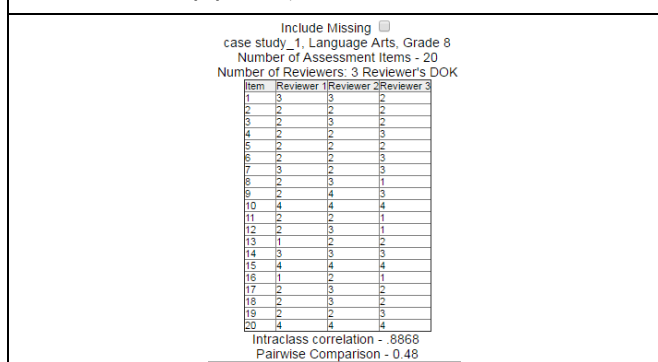 Include Missing
case study_1, Language Arts, Grade 8
Number of Assessment Items - 20
Number of Reviewers: 3 Reviewer's DOK
Item Reviewer 1 Reviewer 2 Reviewer 3
1 3 3 2
2 2 2 2
3 2 3 2
4 2 2 3
5 2 2 2
6 2 2 3
7 3 2 3
8 2 3 1
9 2 4 3
10 4 4 4
11 2 2 1
12 2 3 1
13 1 2 2
14 3 3 3
15 4 4 4
16 1 2 1
17 2 3 2
18 2 3 2
19 2 2 3
20 4 4 4
Intraclass correlation - .8868
Pairwise Comparison - 0.48